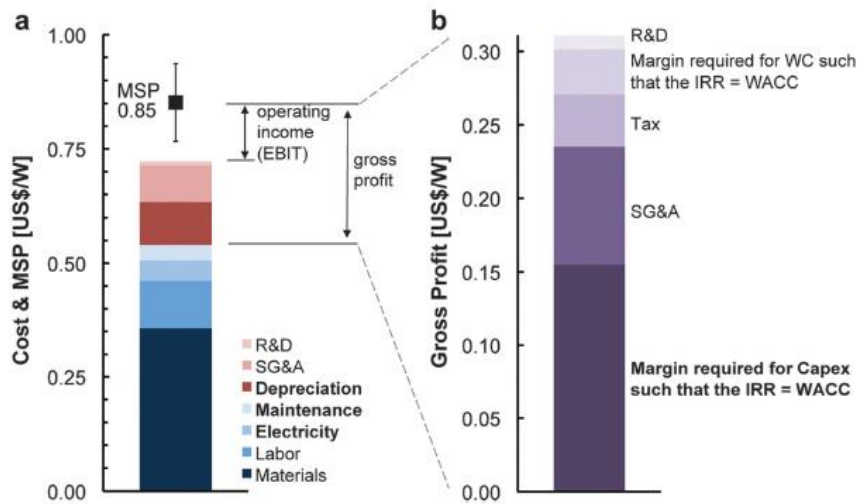 a
Cost & MSP [US$/W]
1.00
0.75
0.50
0.25
0.00
MSP
0.85
operating
income
(EBIT)
gross
profit
R&D
SG&A
Depreciation
Maintenance
Electricity
Labor
Materials
b
Gross Profit [US$/W]
0.30
0.25
0.20
0.15
0.10
0.05
0.00
R&D
Margin required for WC such
that the IRR = WACC
Tax
SG&A
Margin required for Capex
such that the IRR = WACC